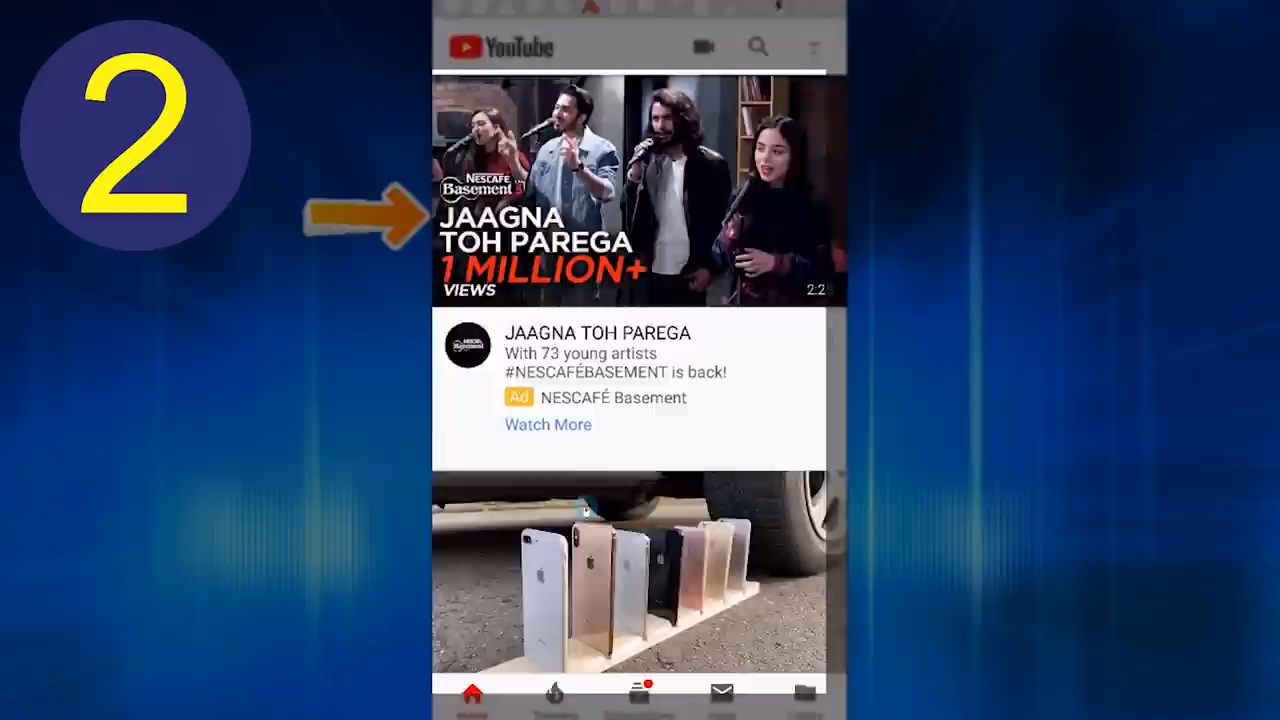 2
YouTube
NESCAFÉ
Basement
JAAGNA
TOH PAREGA
1 MILLION+
VIEWS
2:2
JAAGNA TOH PAREGA
With 73 young artists
#NESCAFÉBASEMENT is back!
Ad NESCAFÉ Basement
Watch More